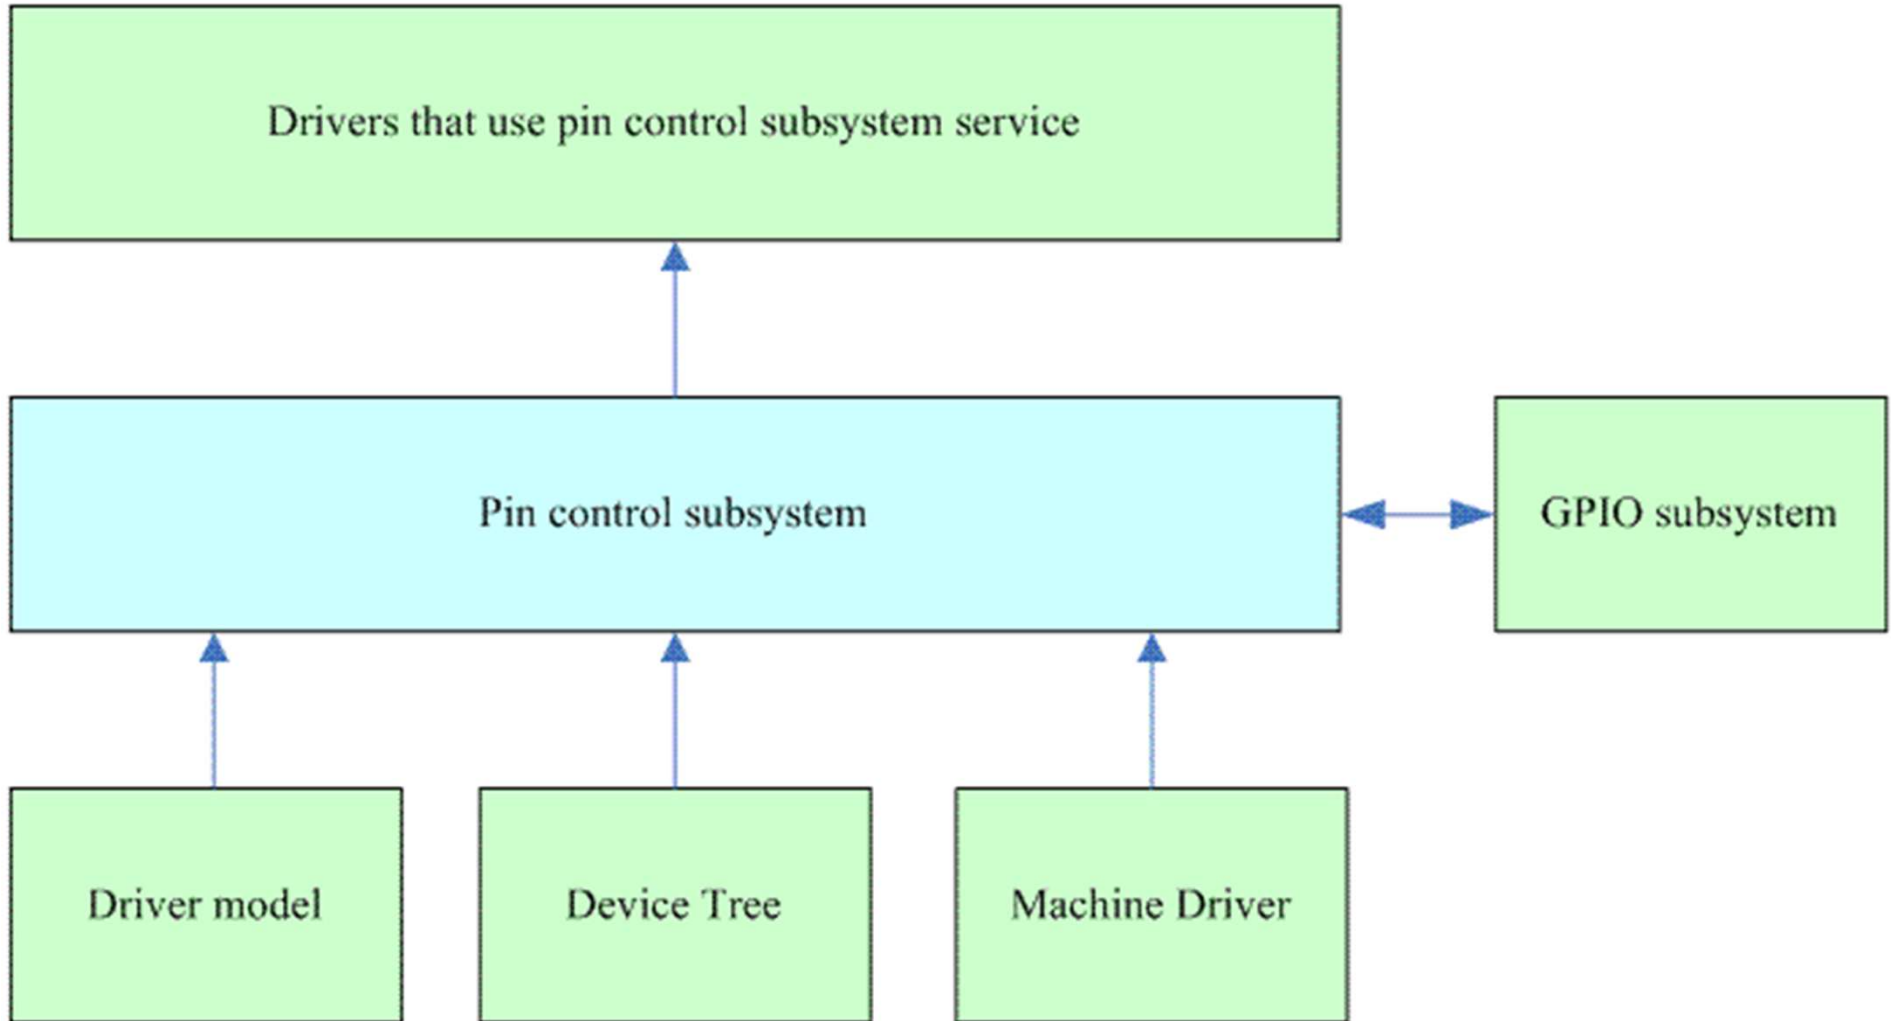 Drivers that use pin control subsystem service
Pin control subsystem
GPIO subsystem
Driver model
Device Tree
Machine Driver